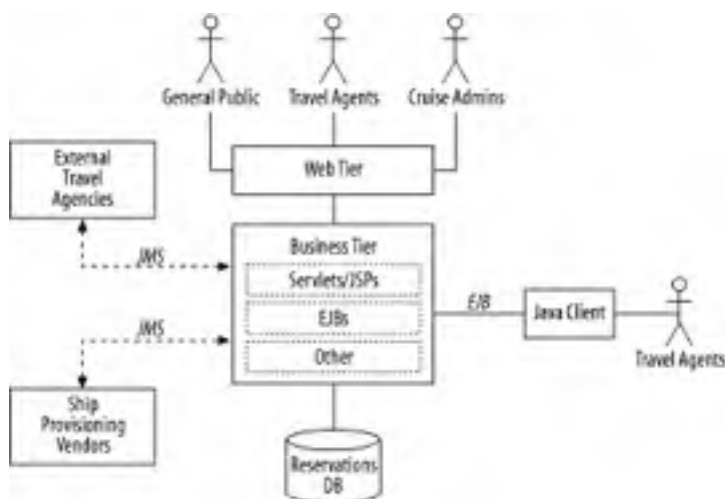 General Public
Travel Agents
Cruise Admins
External
Travel
Agencies
Web Tier
JMS
Business Tier
Servlets/JSPs
EJBs
Other
EJB
Java Client
Travel Agents
JMS
Ship
Provisioning
Vendors
Reservations
DB